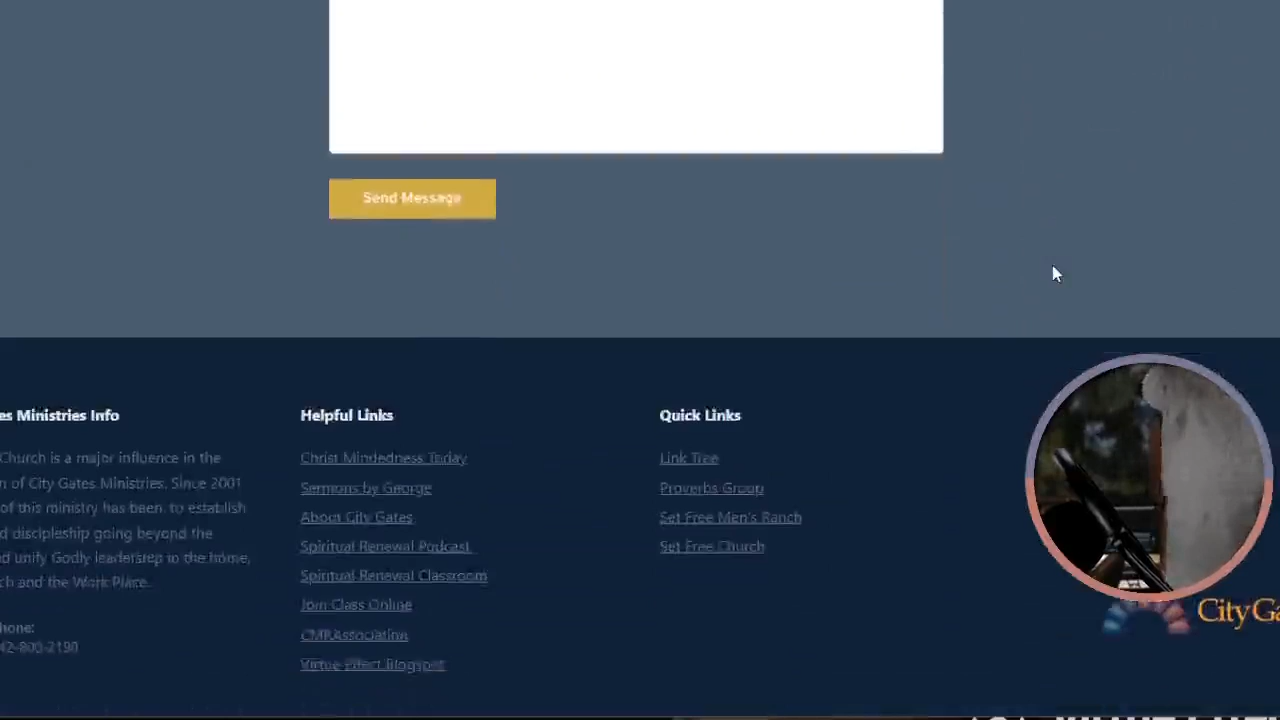 Send Message
es Ministries Info
Church is a major influence in the
n of City Gates Ministries. Since 2001
of this ministry has been to establish
d discipleship going beyond the
d unify Godly leadership to the home,
ch and the Work Place.
hone:
42-800-2190
Helpful Links
Christ Mindedness Today
Sermons by George
About City Gates
Spiritual Renewal Podcast
Spiritual Renewal Classroom
Join Class Online
CMRAssociation
Virtue Effect Blogspot
Quick Links
Link Tree
Proverbs Group
Set Free Men's Ranch
Set Free Church
CityGa